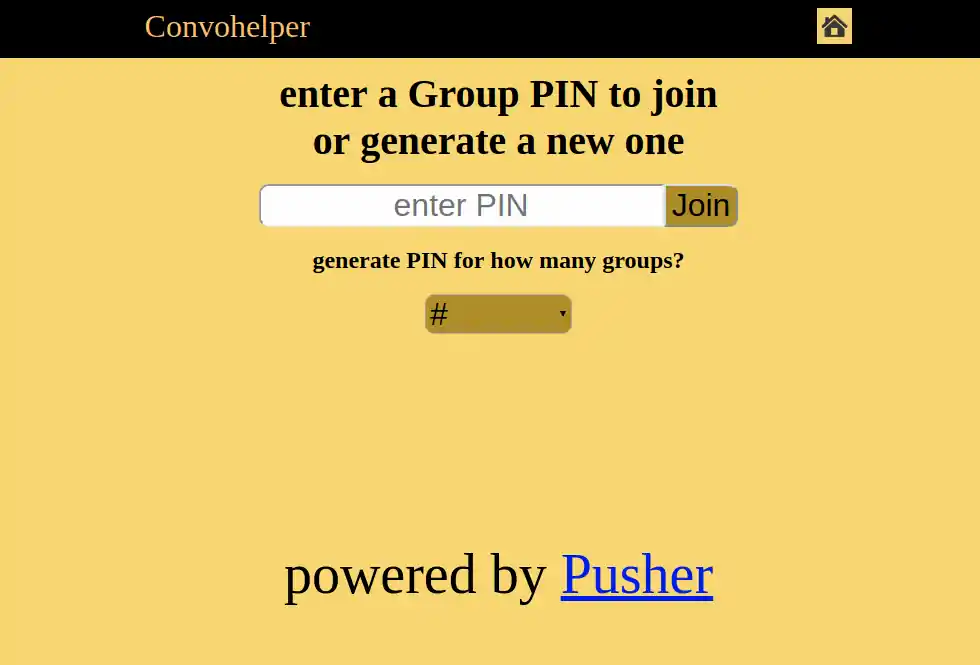 Convohelper
enter a Group PIN to join
or generate a new one
enter PIN
Join
generate PIN for how many groups?
#
powered by Pusher